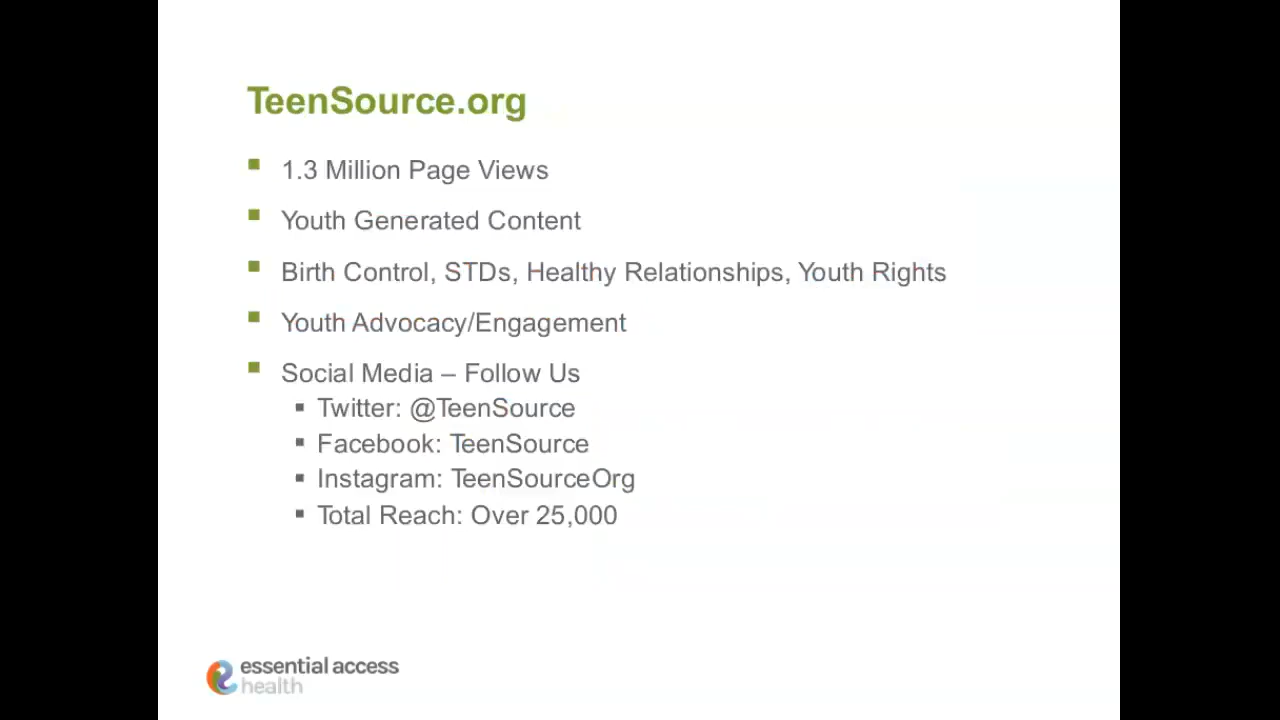 TeenSource.org
1.3 Million Page Views
Youth Generated Content
Birth Control, STDs, Healthy Relationships, Youth Rights
Youth Advocacy/Engagement
Social Media – Follow Us
Twitter: @TeenSource
Facebook: TeenSource
Instagram: TeenSourceOrg
Total Reach: Over 25,000
essential access
health